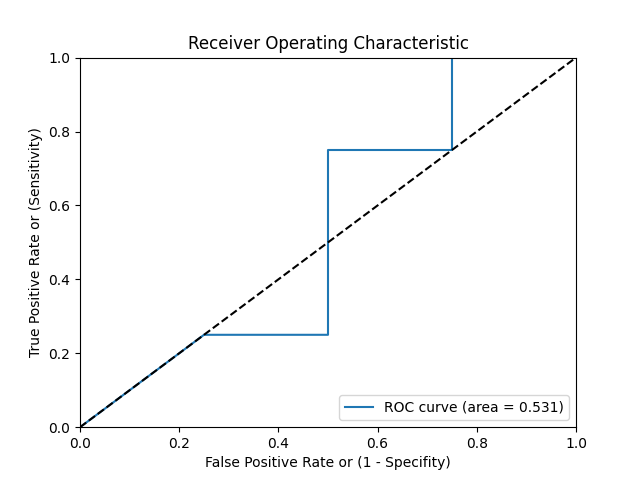 Receiver Operating Characteristic
1.0
0.8
0.6
0.4
0.2
0.0
True Positive Rate or (Sensitivity)
ROC curve (area = 0.531)
0.0 0.2 0.4 0.6 0.8 1.0
False Positive Rate or (1 - Specifity)